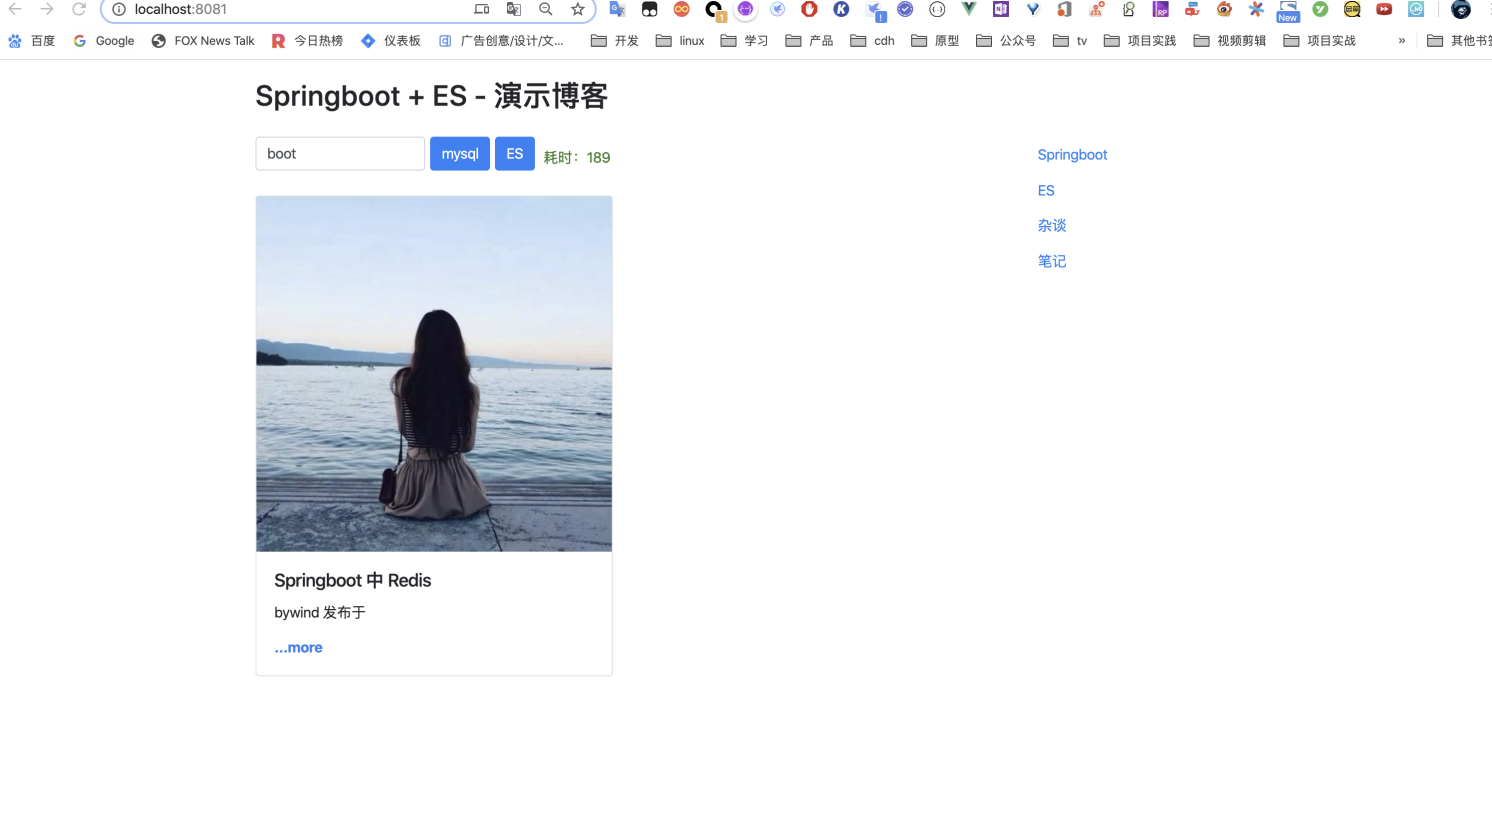 localhost:8081
New
百度 Google FOX News Talk 今日热榜 仪表板 广告创意/设计/文... 开发 linux 学习 产品 cdh 原型 公众号 tv 项目实践 视频剪辑 项目实战 » 其他书
Springboot + ES - 演示博客
boot mysql ES 耗时：189
Springboot
ES
杂谈
笔记
Springboot 中 Redis
bywind 发布于
...more